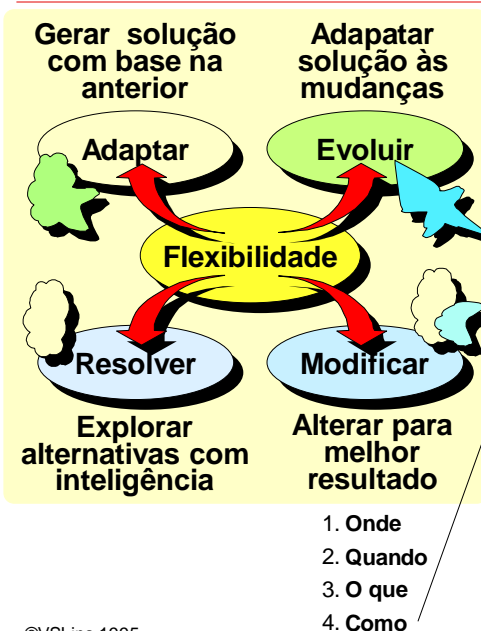 Gerar solução
com base na
anterior
Adapatar
solução às
mudanças
Adaptar
Evoluir
Flexibilidade
Resolver
Modificar
Explorar
alternativas com
inteligência
Alterar para
melhor
resultado
1. Onde
2. Quando
3. O que
4. Como